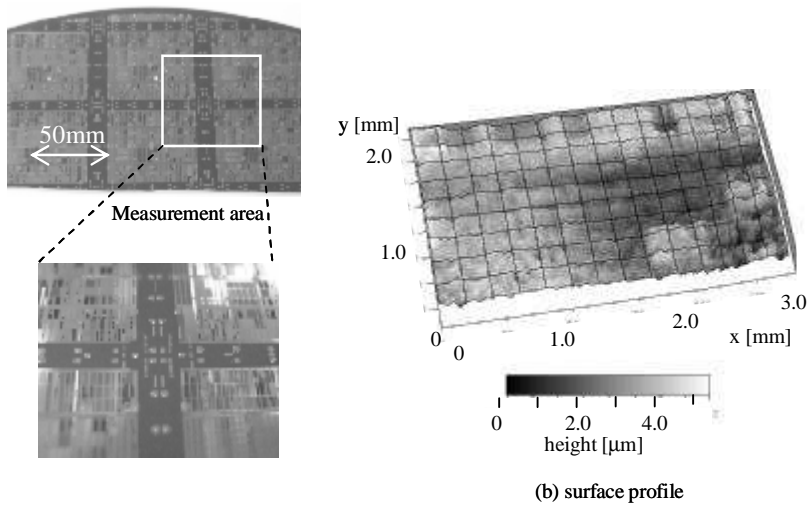 50mm
Measurement area
y [mm]
2.0
1.0
0
0
1.0
2.0
3.0
x [mm]
0
2.0
4.0
height [μm]
(b) surface profile